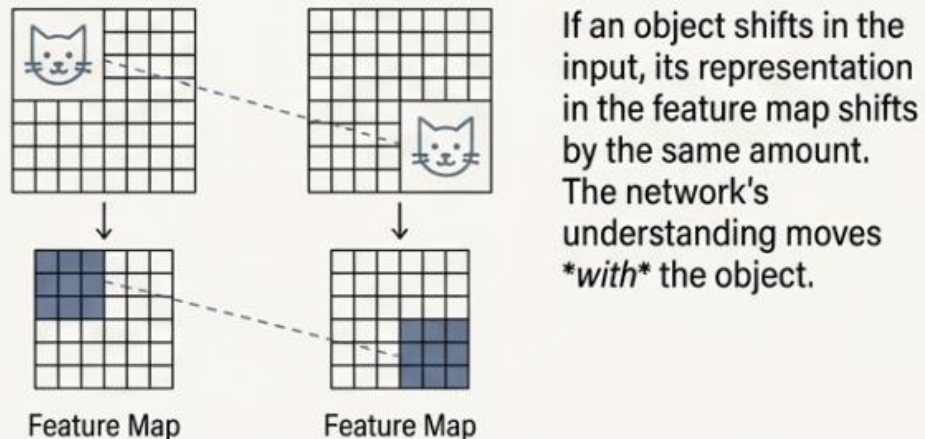 If an object shifts in the
input, its representation
in the feature map shifts
by the same amount.
The network's
understanding moves
*with* the object.
Feature Map
Feature Map